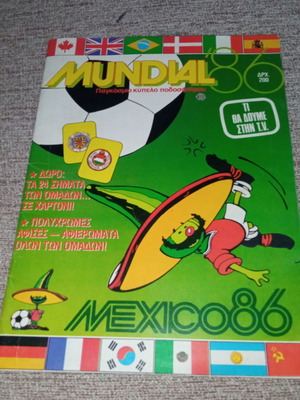 MUNDIAL '86
Παγκόσμιο κύπελο ποδοσφαίρου
ΔΡΧ.
200
ΤΙ
ΘΑ ΔΟΥΜΕ
ΣΤΗΝ T.V.
★ ΔΩΡΟ:
ΤΑ 24 ΣΗΜΑΤΑ
ΤΩΝ ΟΜΑΔΩΝ...
ΣΕ ΧΑΡΤΟΝΙ!
★ ΠΟΛΥΧΡΩΜΕΣ
ΑΦΙΣΕΣ — ΑΦΙΕΡΩΜΑΤΑ
ΟΛΩΝ ΤΩΝ ΟΜΑΔΩΝ!
MEXICO86